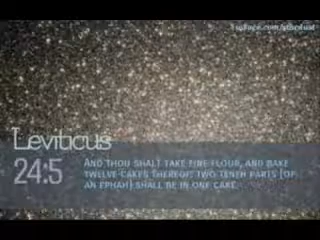 Leviticus
24:5
And thou shalt take fine flour, and bake
twelve cakes thereof: two tenth parts [of
an ephah] shall be in one cake.